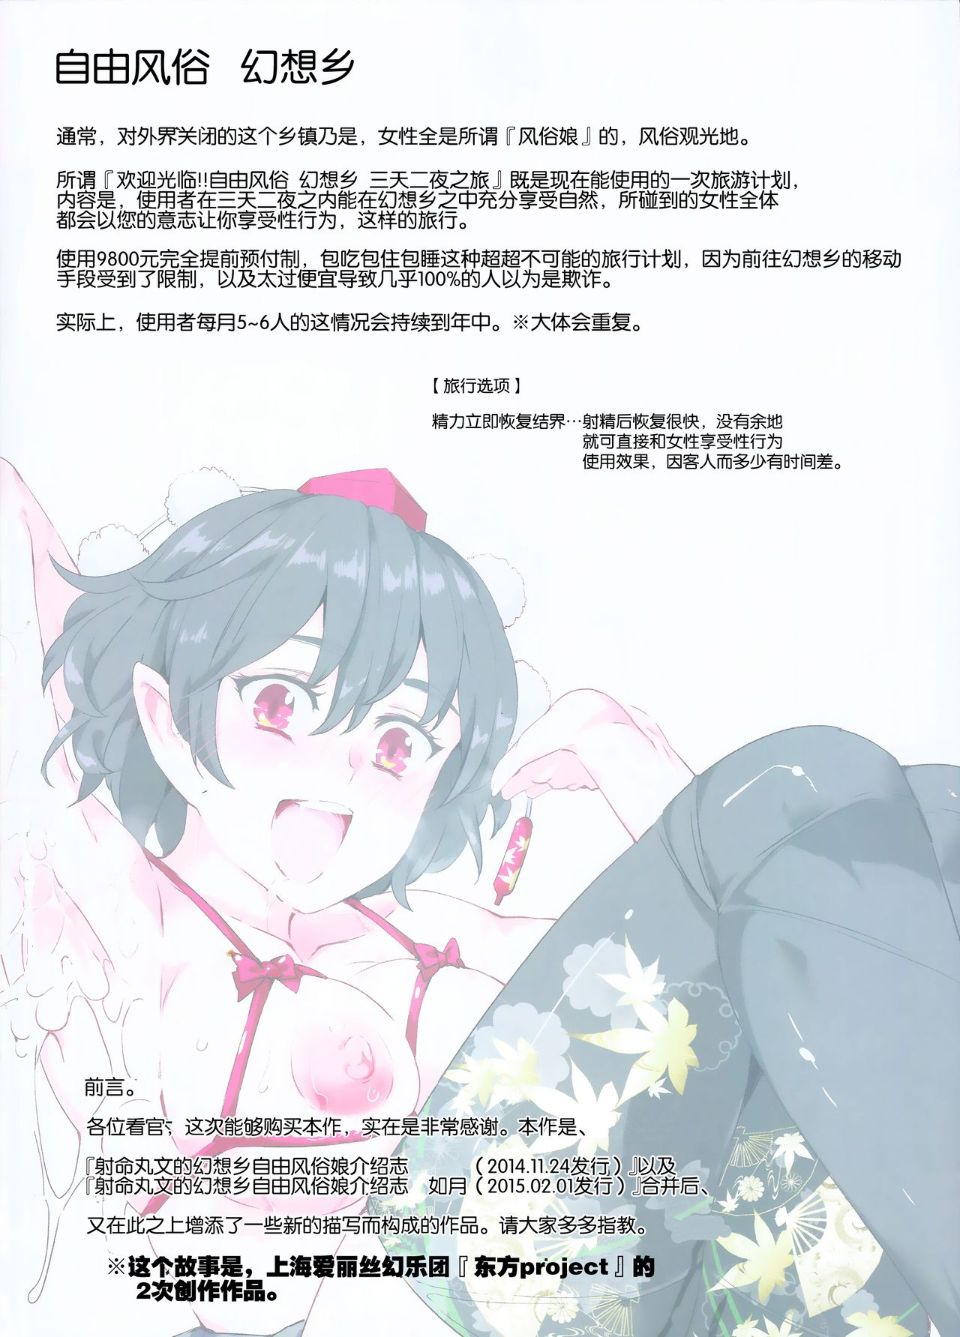 自由风俗 幻想乡
通常，对外界关闭的这个乡镇乃是，女性全是所谓『风俗娘』的，风俗观光地。
所谓『欢迎光临!!自由风俗 幻想乡 三天二夜之旅』既是现在能使用的一次旅游计划，
内容是，使用者在三天二夜之内能在幻想乡之中充分享受自然，所碰到的女性全体
都会以您的意志让你享受性行为，这样的旅行。
使用9800元完全提前预付制，包吃包住包睡这种超超不可能的旅行计划，因为前往幻想乡的移动
手段受到了限制，以及太过便宜导致几乎100%的人以为是欺诈。
实际上，使用者每月5~6人的这情况会持续到年中。※大体会重复。
【旅行选项】
精力立即恢复结界…射精后恢复很快，没有余地
就可直接和女性享受性行为
使用效果，因客人而多少有时间差。
前言。
各位看官、这次能够购买本作，实在是非常感谢。本作是、
『射命丸文的幻想乡自由风俗娘介绍志 （2014.11.24发行）』以及
『射命丸文的幻想乡自由风俗娘介绍志 如月（2015.02.01发行）』合并后、
又在此之上增添了一些新的描写而构成的作品。请大家多多指教。
※这个故事是，上海爱丽丝幻乐团『东方project』的
2次创作作品。